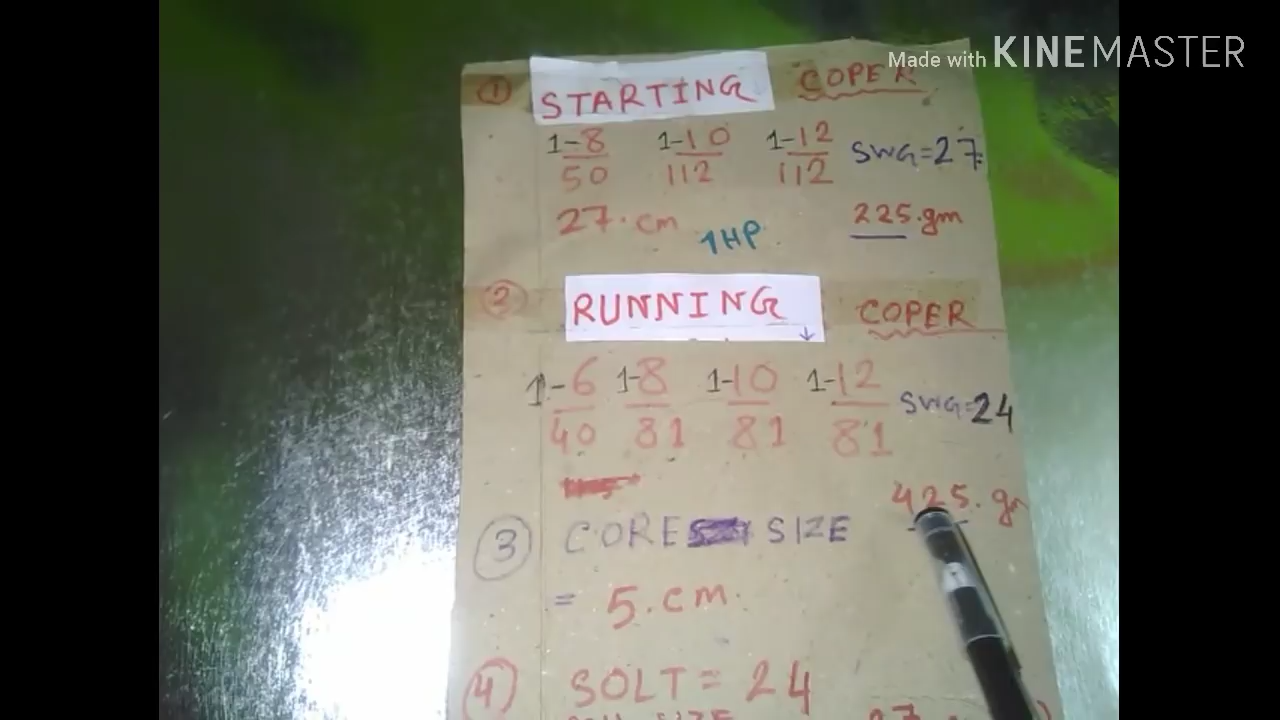 Made with KINEMASTER
① STARTING COPER
1-8 1-10 1-12 SWG=27
50 112 112
27.cm 225.gm
1HP
② RUNNING COPER
1-6 1-8 1-10 1-12 SWG=24
40 81 81 81
425.gm
③ CORE SIZE
= 5.cm.
④ SOLT = 24
SIZE 27